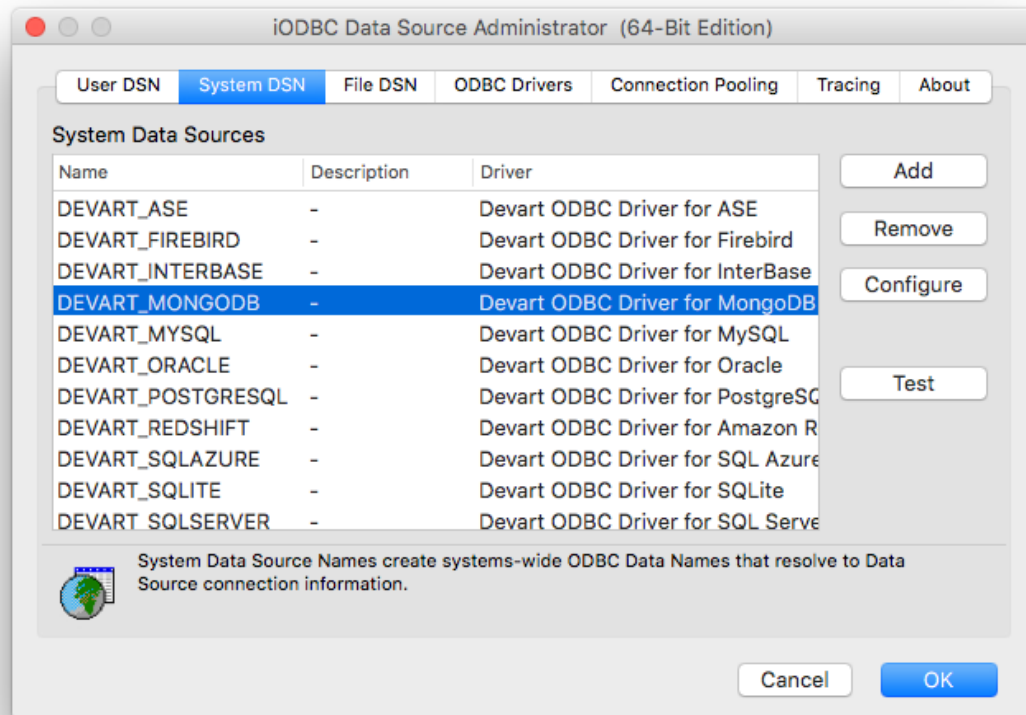 iODBC Data Source Administrator (64-Bit Edition)
User DSN System DSN File DSN ODBC Drivers Connection Pooling Tracing About
System Data Sources
Name Description Driver
DEVART_ASE - Devart ODBC Driver for ASE
DEVART_FIREBIRD - Devart ODBC Driver for Firebird
DEVART_INTERBASE - Devart ODBC Driver for InterBase
DEVART_MONGODB - Devart ODBC Driver for MongoDB
DEVART_MYSQL - Devart ODBC Driver for MySQL
DEVART_ORACLE - Devart ODBC Driver for Oracle
DEVART_POSTGRESQL - Devart ODBC Driver for PostgreSQ
DEVART_REDSHIFT - Devart ODBC Driver for Amazon R
DEVART_SQLAZURE - Devart ODBC Driver for SQL Azure
DEVART_SQLITE - Devart ODBC Driver for SQLite
DEVART_SQLSERVER - Devart ODBC Driver for SQL Serve
Add
Remove
Configure
Test
System Data Source Names create systems-wide ODBC Data Names that resolve to Data
Source connection information.
Cancel OK